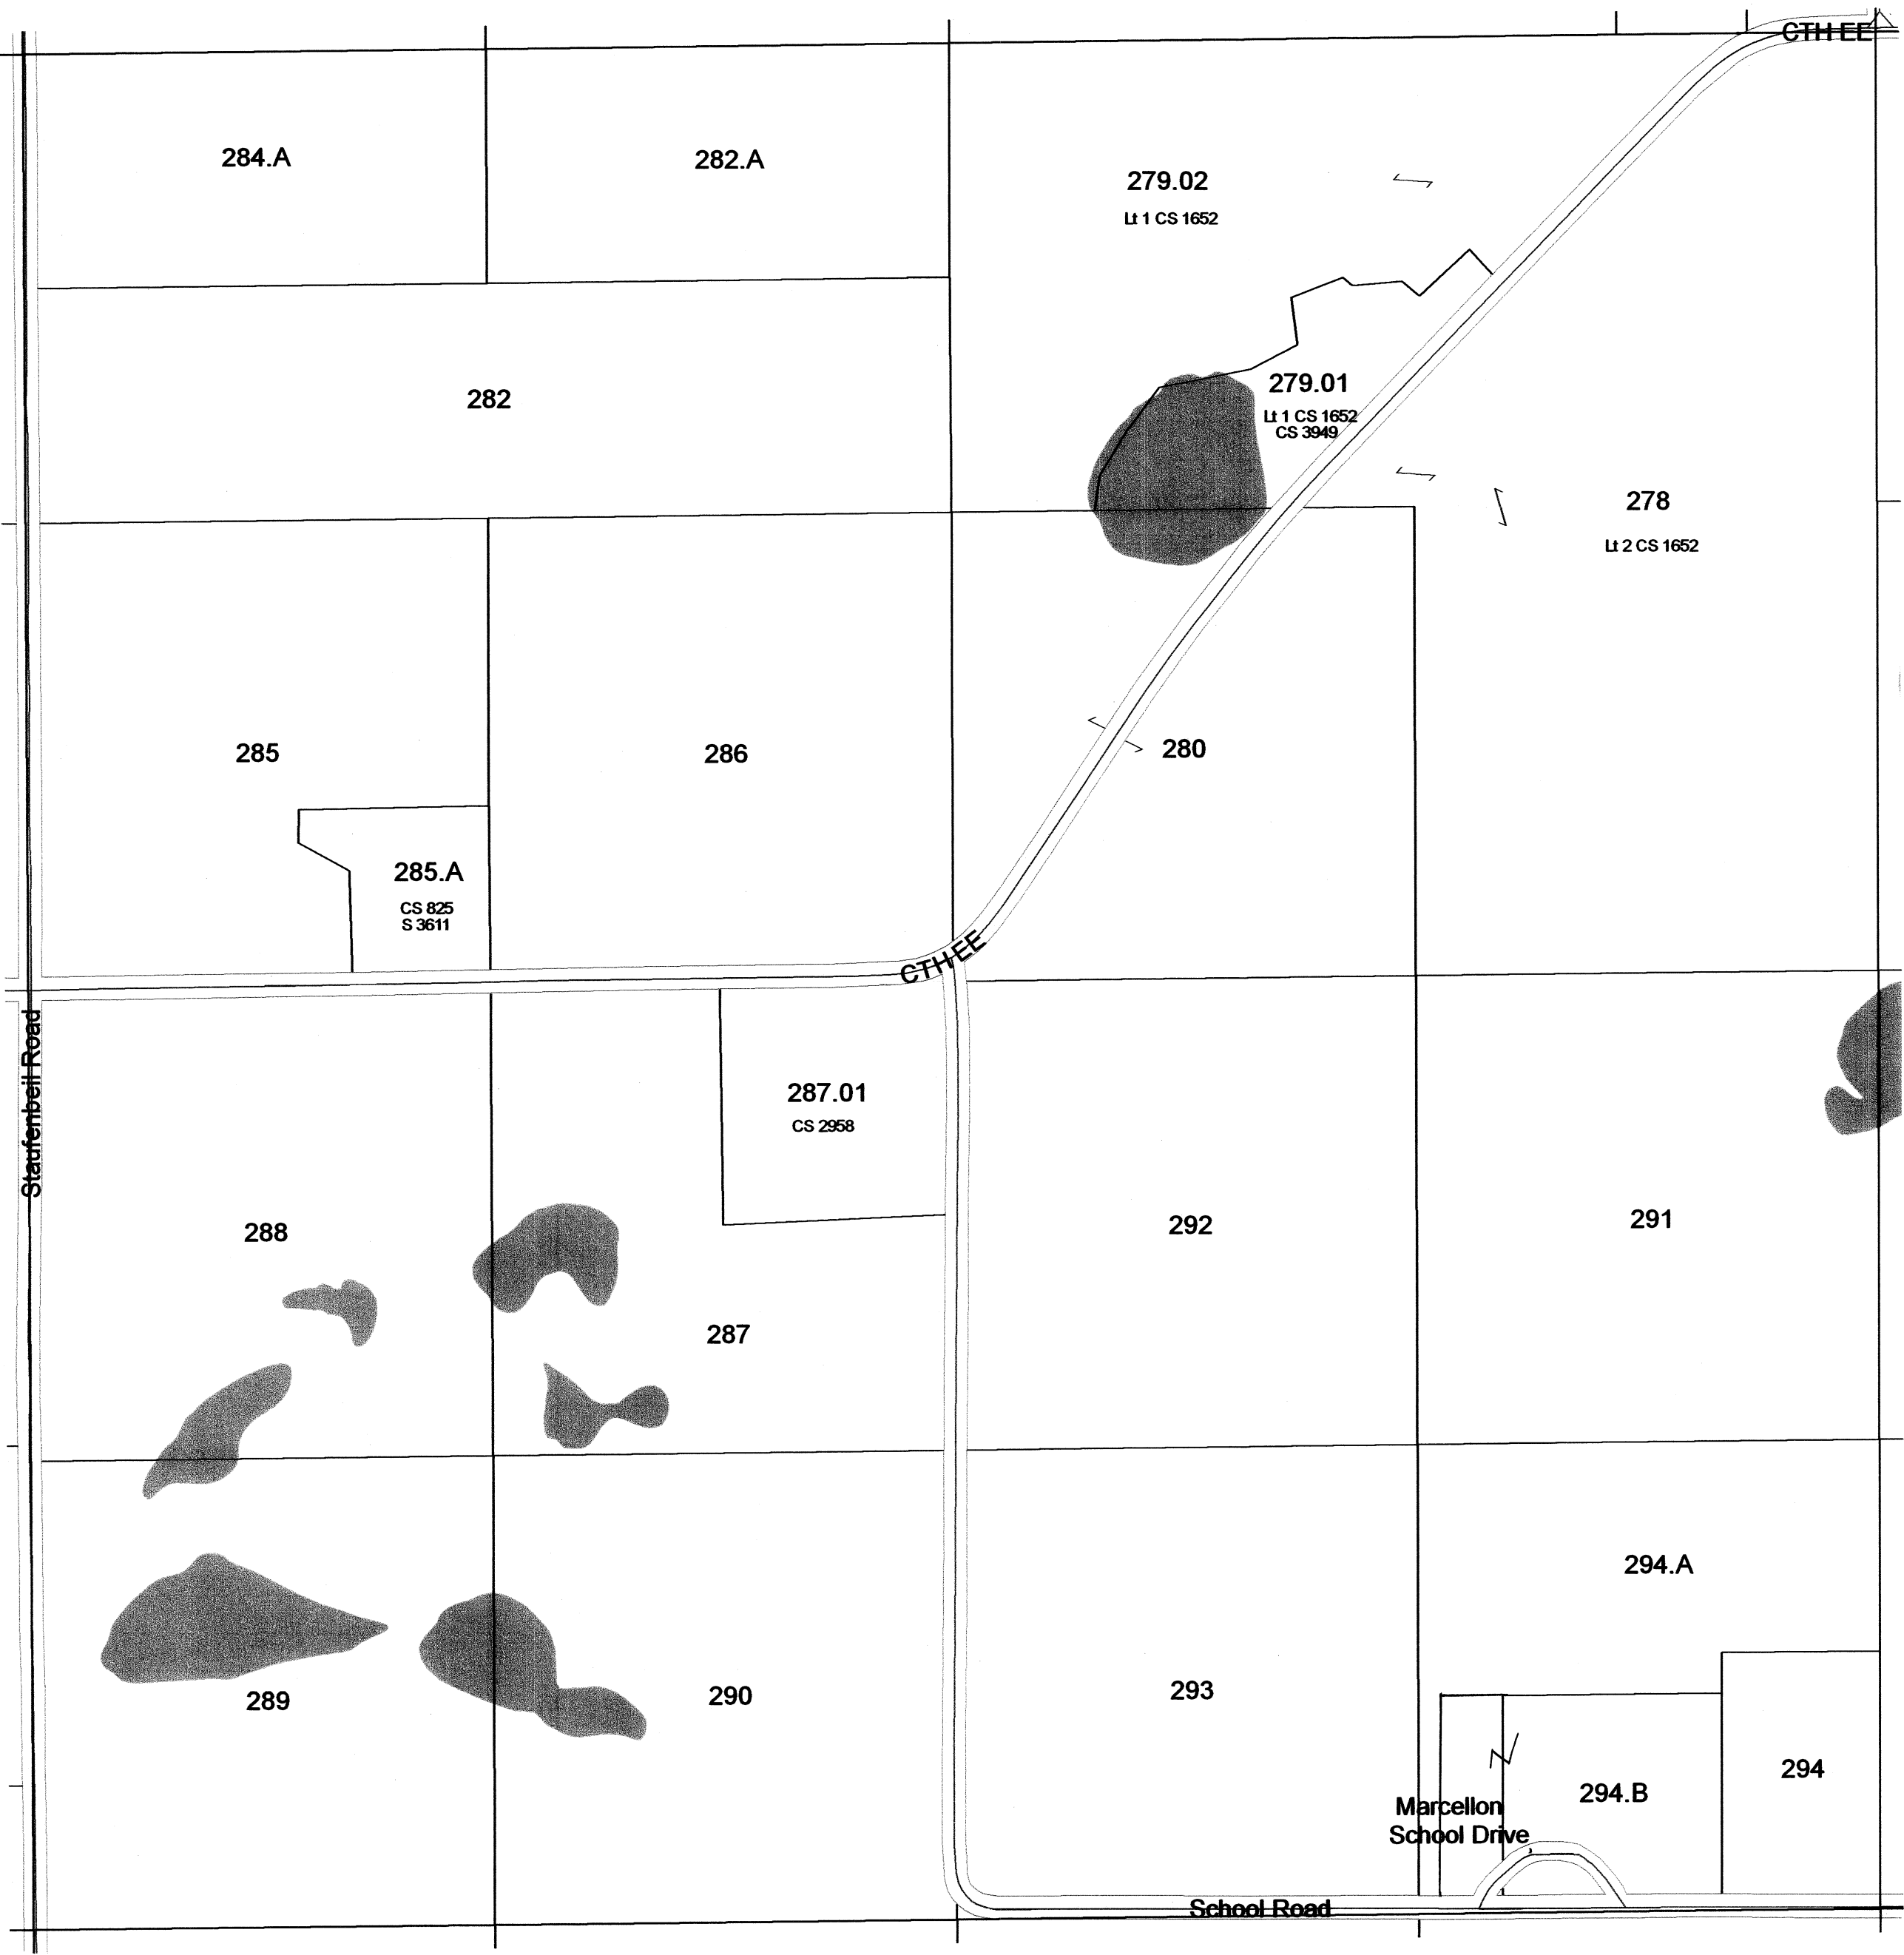 CTH EE
284.A
282.A
279.02
Lt 1 CS 1652
282
279.01
Lt 1 CS 1652
CS 3949
278
Lt 2 CS 1652
285
286
280
285.A
CS 825
S 3611
CTH EE
Staufenbeil Road
287.01
CS 2958
288
292
291
287
294.A
289
290
293
294
294.B
Marcellon
School Drive
School Road